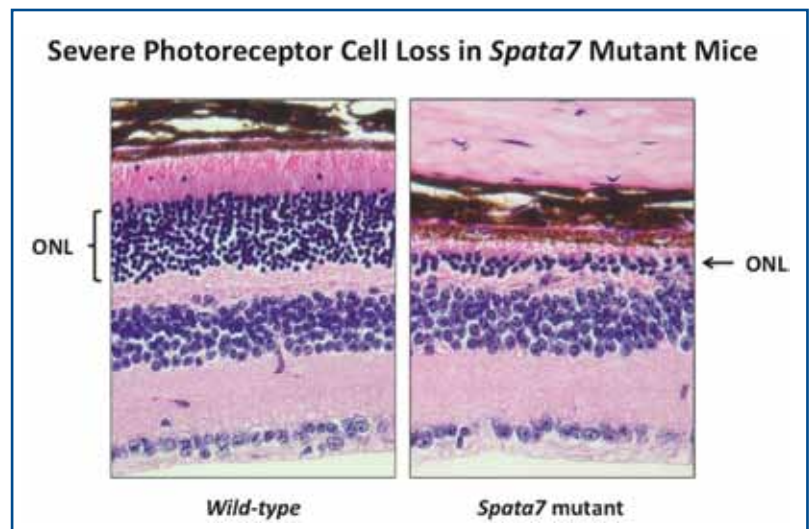 Severe Photoreceptor Cell Loss in Spata7 Mutant Mice
ONL
ONL
Wild-type
Spata7 mutant